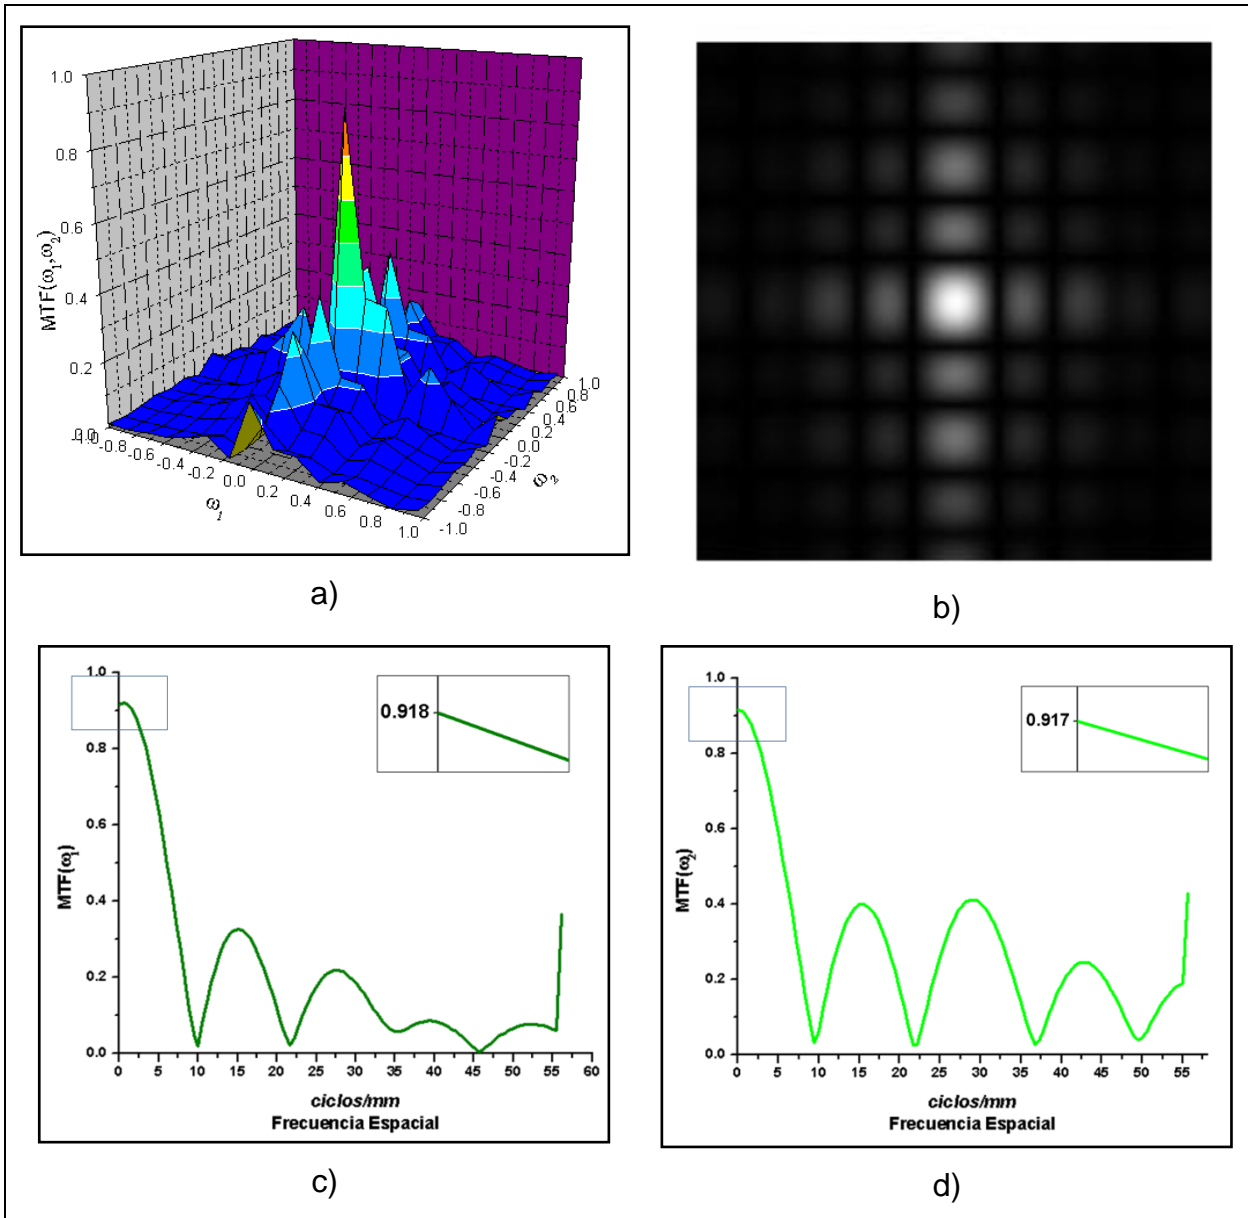 1.0
0.8
0.6
0.4
0.2
0.0
MTF(ω₁,ω₂)
-1.0
-0.8
-0.6
-0.4
-0.2
0.0
0.2
0.4
0.6
0.8
1.0
ω₁
1.0
0.8
0.6
0.4
0.2
0.0
-0.2
-0.4
-0.6
-0.8
-1.0
ω₂
a)
b)
1.0
0.8
0.6
0.4
0.2
0.0
MTF(ω₁)
0.918
0 5 10 15 20 25 30 35 40 45 50 55 60
ciclos/mm
Frecuencia Espacial
c)
1.0
0.8
0.6
0.4
0.2
0.0
MTF(ω₂)
0.917
0 5 10 15 20 25 30 35 40 45 50 55
ciclos/mm
Frecuencia Espacial
d)